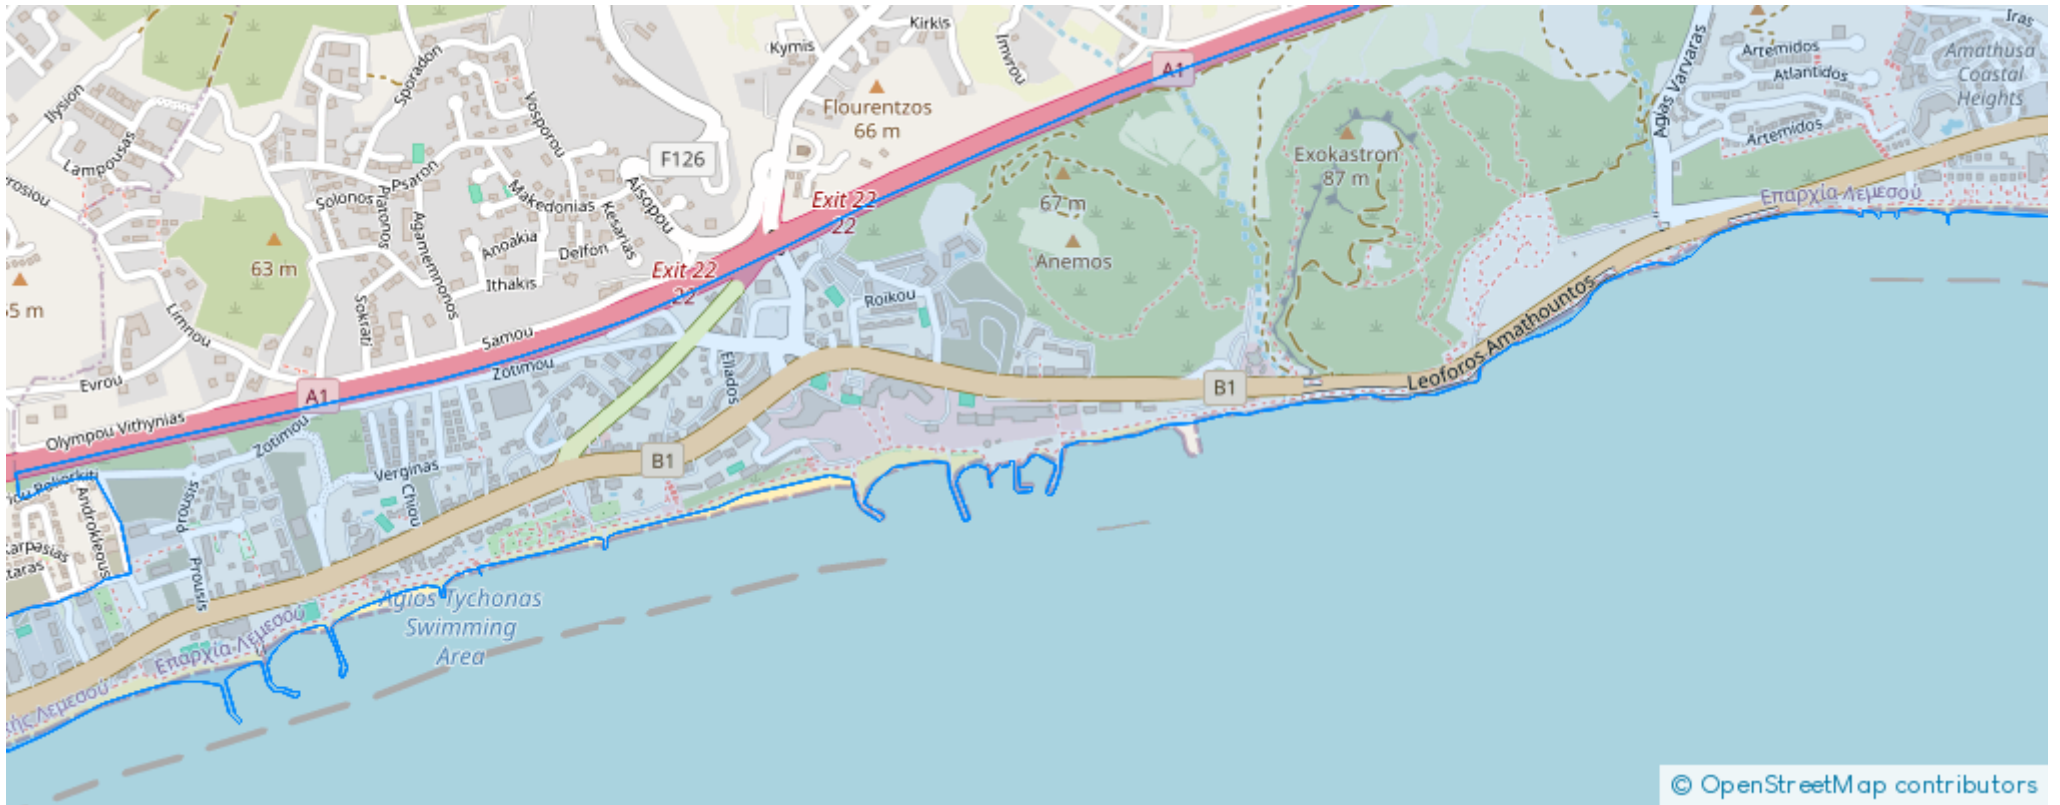 Kirkis
Kymis
Imvrou
A1
Iras
Artemidos
Amathusa
Coastal
Heights
Atlantidos
Artemidos
Agias Varvaras
Sporadon
Ilysion
Vosporou
Flourentzos
66 m
F126
Lampousas
Psaron
Solonos
Platonos
Makedonias
Aisopou
Kesarias
Agamemnonos
Exokastron
87 m
Exit 22
22
67 m
Anemos
Επαρχία Λεμεσού
63 m
Anoakia
Delfon
Ithakis
Exit 22
22
Roikou
Limnou
Sokrati
Samou
Zotimou
Ellados
Evrou
A1
B1
Leoforos Amathountos
Olympou Vithynias
Zotimou
B1
Verginas
Chiou
Prousis
Androkleous
Prousis
Agios Tychonas
Swimming
Area
Επαρχία Λεμεσού
Λεμεσού
© OpenStreetMap contributors